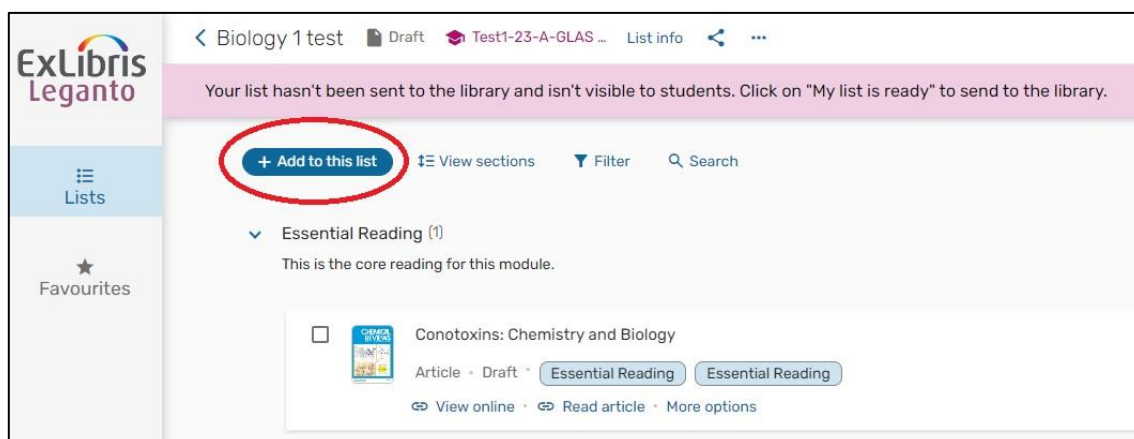 ExLibris
Leganto
Biology 1 test Draft Test1-23-A-GLAS ... List info ...
Your list hasn't been sent to the library and isn't visible to students. Click on "My list is ready" to send to the library.
+ Add to this list View sections Filter Search
Lists
Favourites
Essential Reading (1)
This is the core reading for this module.
CHEMICAL REVIEWS
Conotoxins: Chemistry and Biology
Article • Draft • Essential Reading Essential Reading
View online • Read article • More options